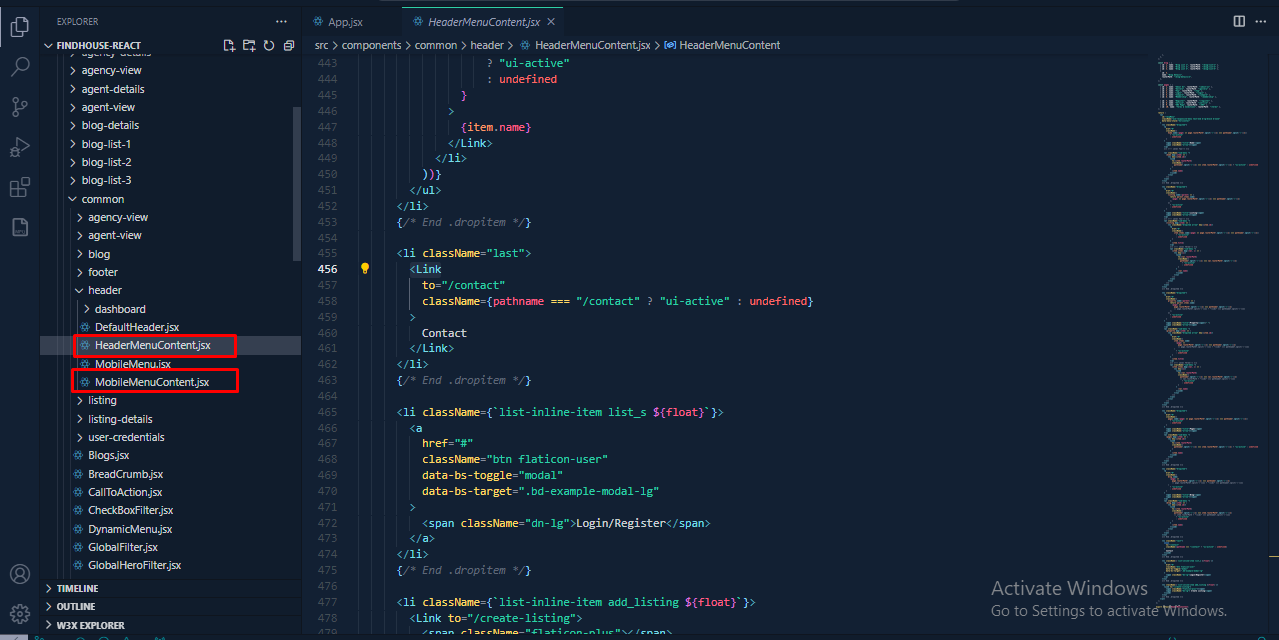 EXPLORER
FINDHOUSE-REACT
agency-details
agency-view
agent-details
agent-view
blog-details
blog-list-1
blog-list-2
blog-list-3
common
agency-view
agent-view
blog
footer
header
dashboard
DefaultHeader.jsx
HeaderMenuContent.jsx
MobileMenu.jsx
MobileMenuContent.jsx
listing
listing-details
user-credentials
Blogs.jsx
BreadCrumb.jsx
CallToAction.jsx
CheckBoxFilter.jsx
DynamicMenu.jsx
GlobalFilter.jsx
GlobalHeroFilter.jsx
TIMELINE
OUTLINE
W3X EXPLORER
App.jsx
HeaderMenuContent.jsx
src > components > common > header > HeaderMenuContent.jsx > HeaderMenuContent
443 ? "ui-active"
444 : undefined
445 }
446 >
447 {item.name}
448 </Link>
449 </li>
450 ))}
451 </ul>
452 </li>
453 {/* End .dropitem */}
454
455 <li className="last">
456 <Link
457 to="/contact"
458 className={pathname === "/contact" ? "ui-active" : undefined}
459 >
460 Contact
461 </Link>
462 </li>
463 {/* End .dropitem */}
464
465 <li className={`list-inline-item list_s ${float}`}>
466 <a
467 href="#"
468 className="btn flaticon-user"
469 data-bs-toggle="modal"
470 data-bs-target=".bd-example-modal-lg"
471 >
472 <span className="dn-lg">Login/Register</span>
473 </a>
474 </li>
475 {/* End .dropitem */}
476
477 <li className={`list-inline-item add_listing ${float}`}>
478 <Link to="/create-listing">
479 <span className="flaticon-plus"></span>
Activate Windows
Go to Settings to activate Windows.